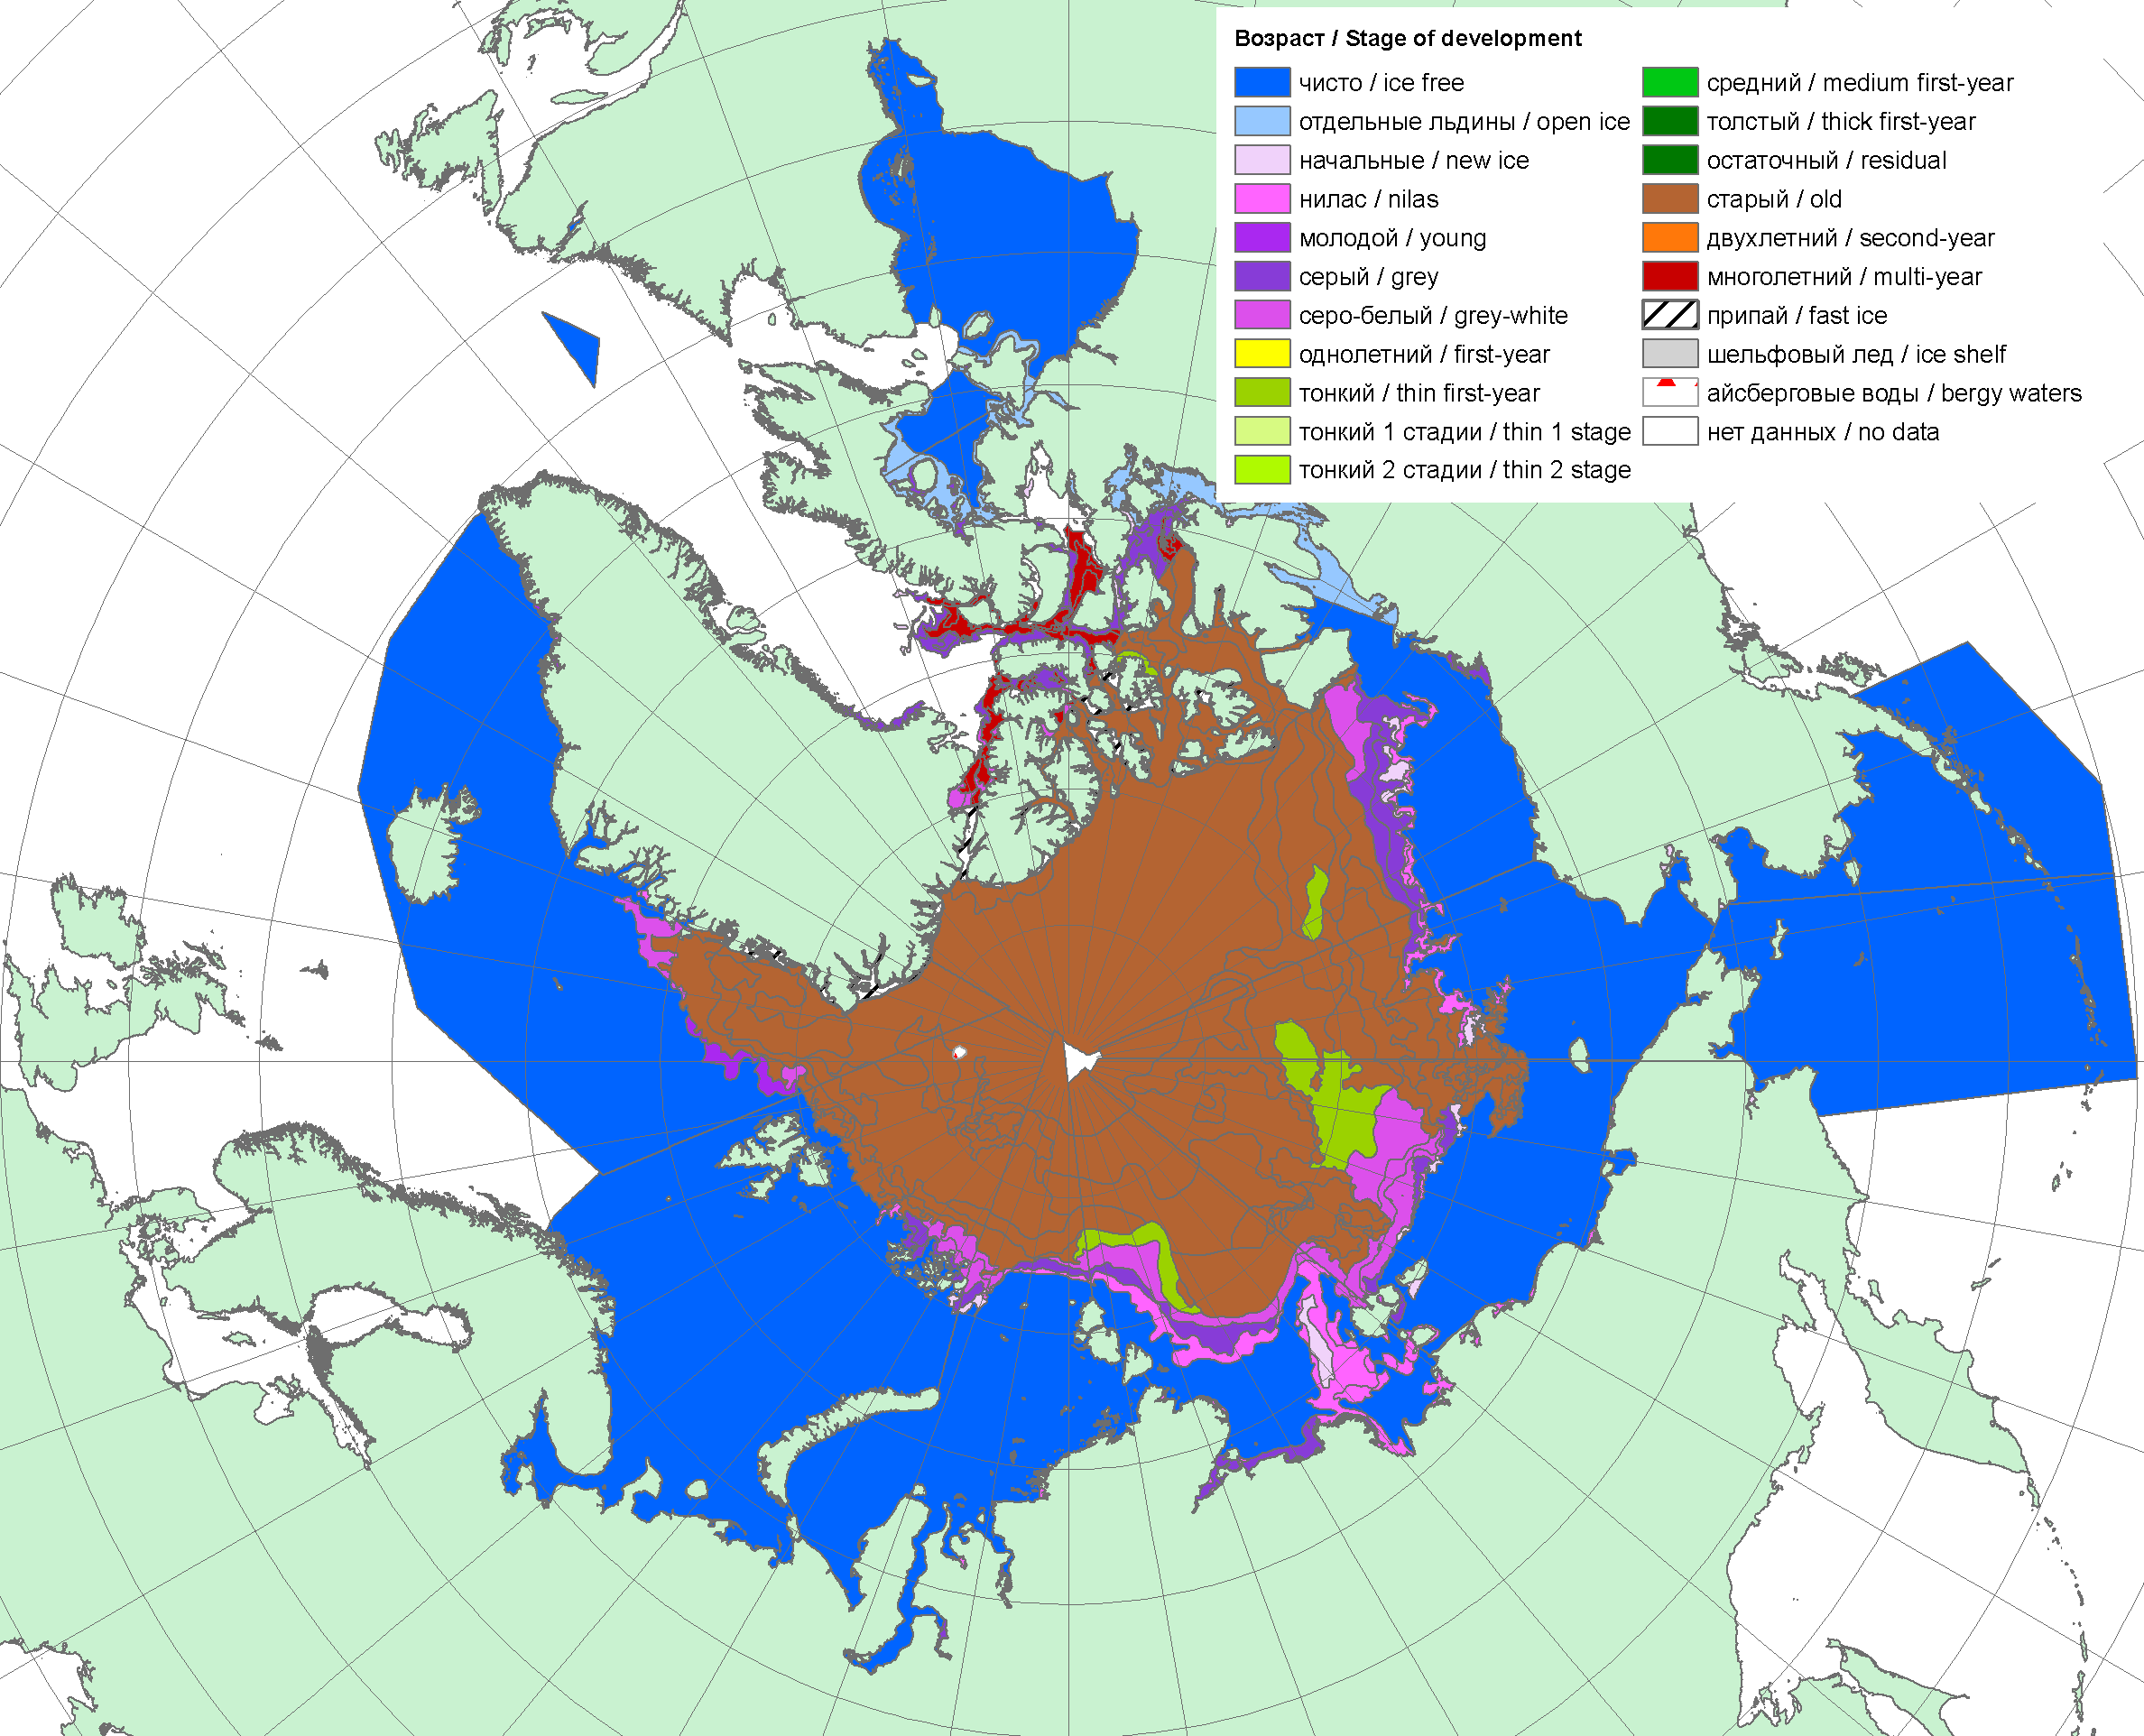 Возраст / Stage of development
чисто / ice free
отдельные льдины / open ice
начальные / new ice
нилас / nilas
молодой / young
серый / grey
серо-белый / grey-white
однолетний / first-year
тонкий / thin first-year
тонкий 1 стадии / thin 1 stage
тонкий 2 стадии / thin 2 stage
средний / medium first-year
толстый / thick first-year
остаточный / residual
старый / old
двухлетний / second-year
многолетний / multi-year
припай / fast ice
шельфовый лед / ice shelf
айсберговые воды / bergy waters
нет данных / no data